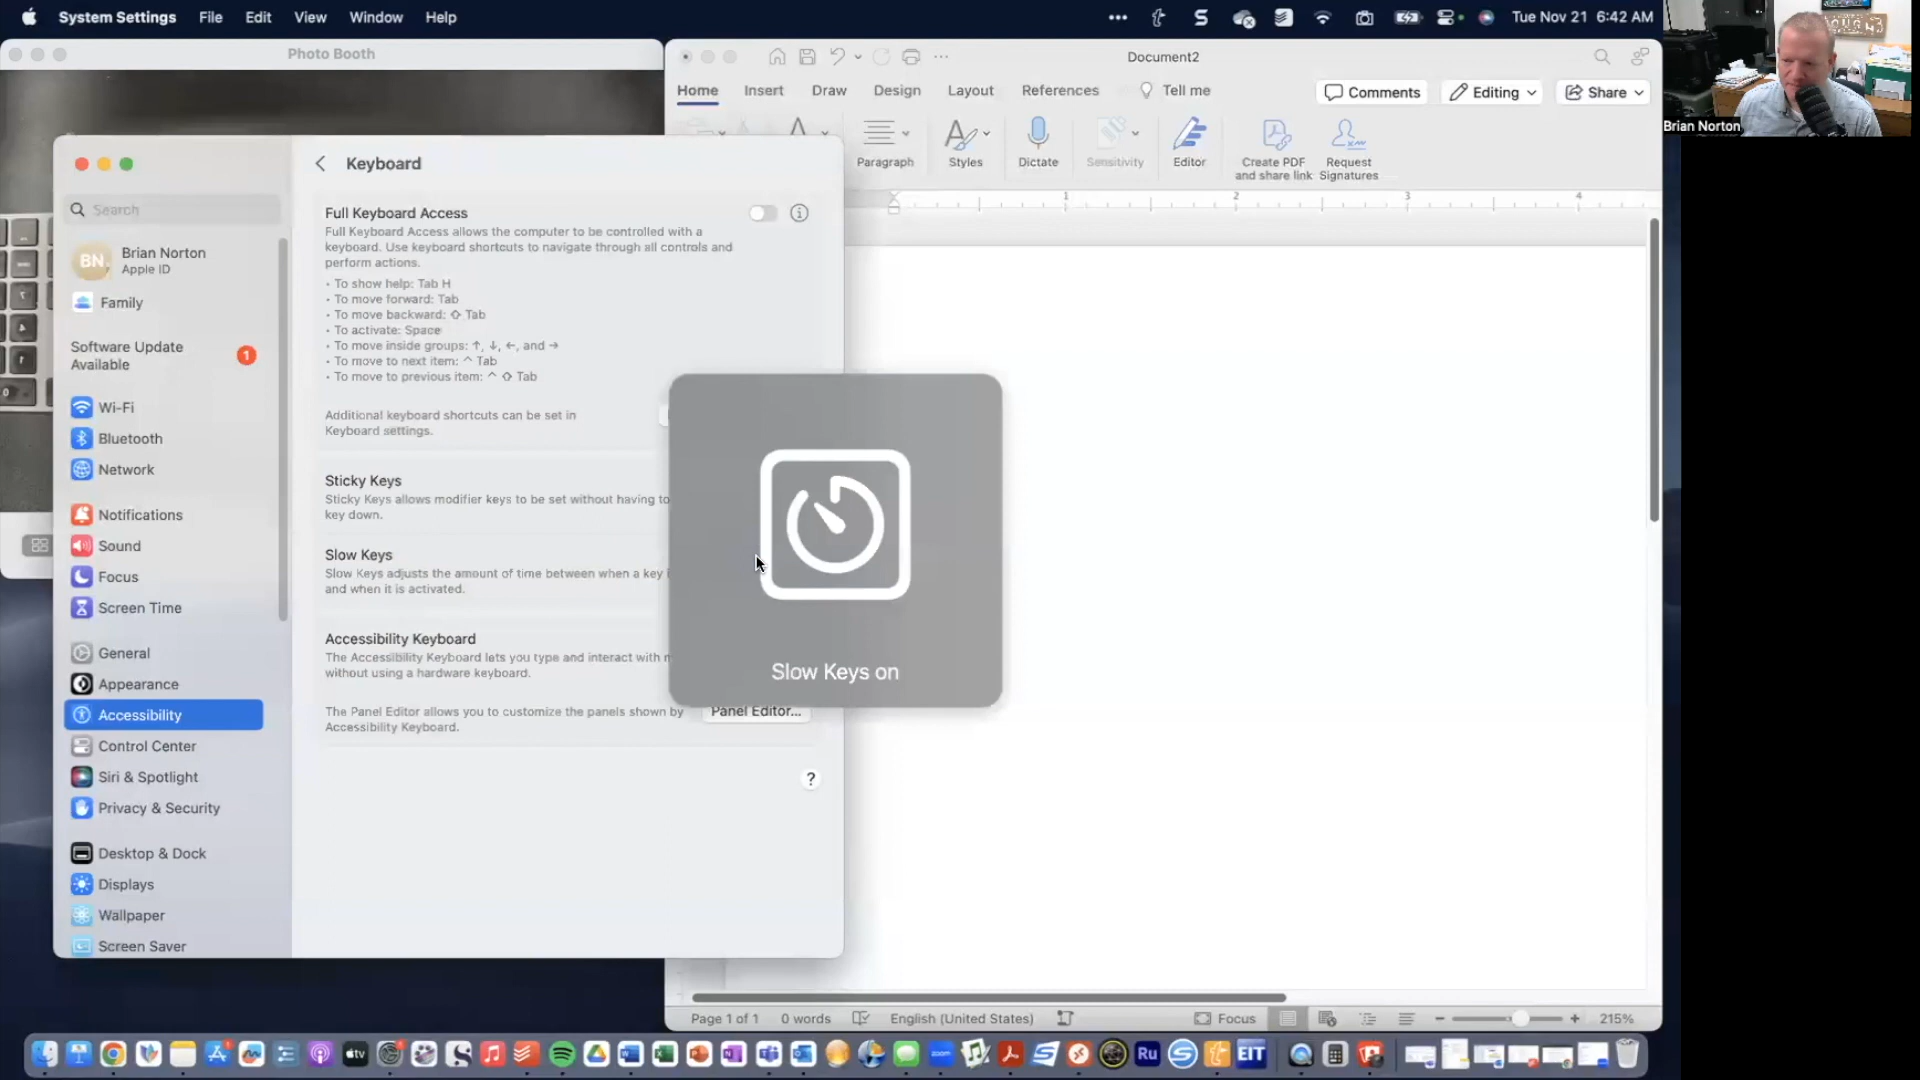 System Settings File Edit View Window Help
Tue Nov 21 6:42 AM
Brian Norton
Photo Booth
Document2
Home Insert Draw Design Layout References Tell me
Comments Editing Share
Paragraph Styles Dictate Sensitivity Editor Create PDF and share link Request Signatures
1 2 3 4
Search
BN
Brian Norton
Apple ID
Family
Software Update
Available
1
Wi-Fi
Bluetooth
Network
Notifications
Sound
Focus
Screen Time
General
Appearance
Accessibility
Control Center
Siri & Spotlight
Privacy & Security
Desktop & Dock
Displays
Wallpaper
Screen Saver
Keyboard
Full Keyboard Access
Full Keyboard Access allows the computer to be controlled with a
keyboard. Use keyboard shortcuts to navigate through all controls and
perform actions.
• To show help: Tab H
• To move forward: Tab
• To move backward: ⇧ Tab
• To activate: Space
• To move inside groups: ↑, ↓, ←, and →
• To move to next item: ^ Tab
• To move to previous item: ^ ⇧ Tab
Additional keyboard shortcuts can be set in
Keyboard settings.
Sticky Keys
Sticky Keys allows modifier keys to be set without having to
key down.
Slow Keys
Slow Keys adjusts the amount of time between when a key
and when it is activated.
Accessibility Keyboard
The Accessibility Keyboard lets you type and interact with
without using a hardware keyboard.
The Panel Editor allows you to customize the panels shown by
Accessibility Keyboard.
Panel Editor...
?
Slow Keys on
Page 1 of 1 0 words English (United States) Focus 215%
tv zoom Ru EIT